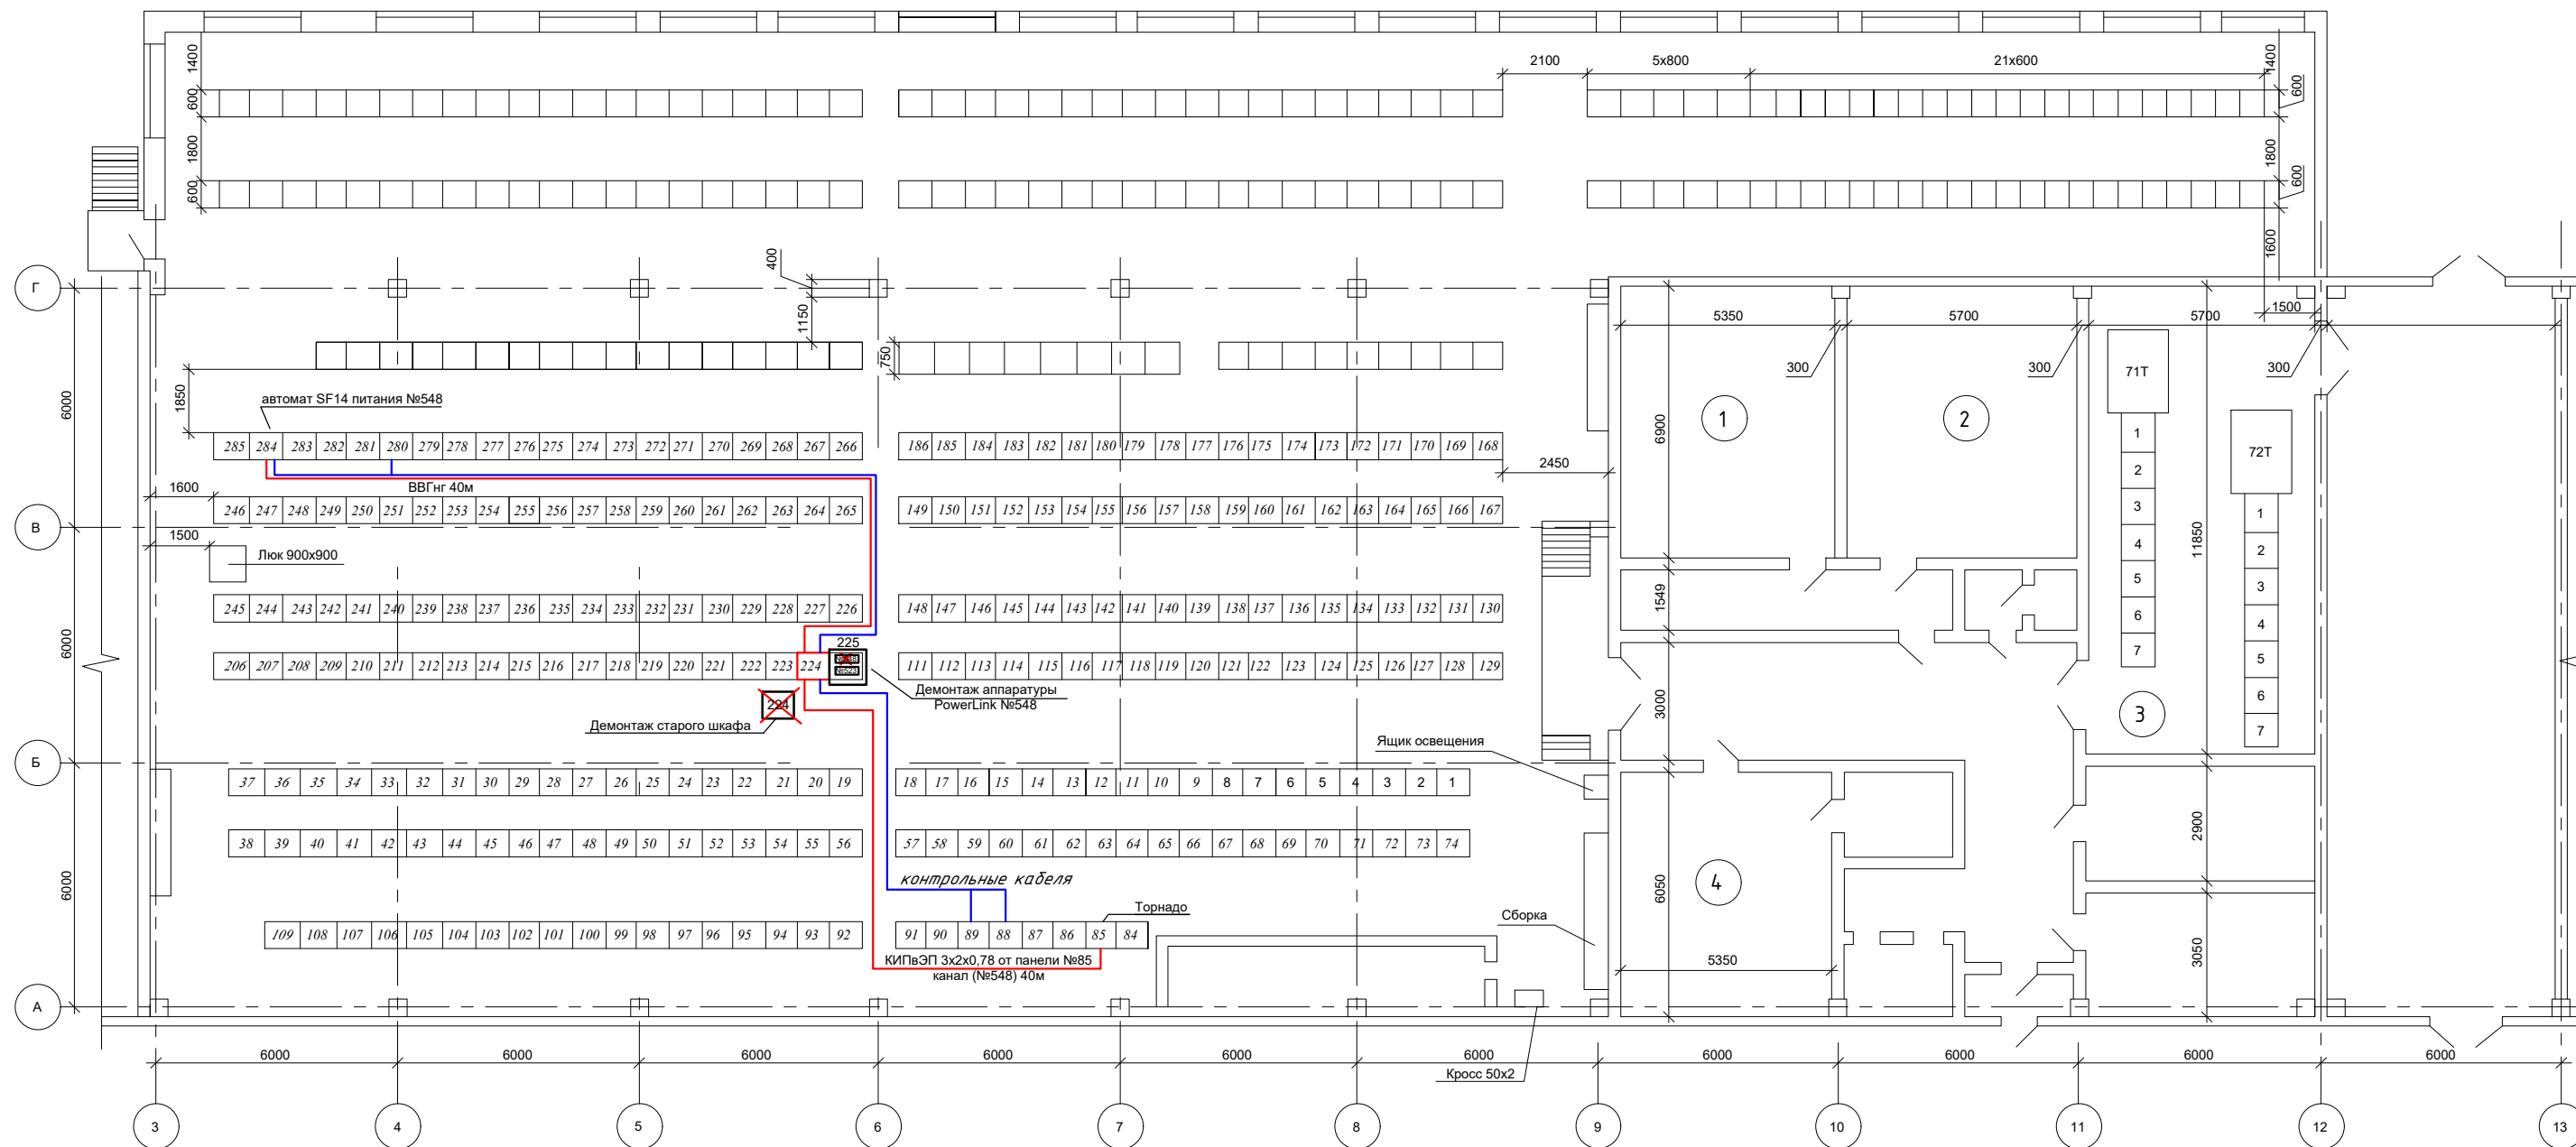 2100 5x800 21x600
1400 1400
600 600
1800 1800
600 600
1600
400
Г
1150
1500
5350 5700 5700
750
300 300 300
71Т
1850
6000
автомат SF14 питания №548
1 2
72Т
285 284 283 282 281 280 279 278 277 276 275 274 273 272 271 270 269 268 267 266
186 185 184 183 182 181 180 179 178 177 176 175 174 173 172 171 170 169 168
6900
2450
1
2
3
4
5
6
7
ВВГнг 40м
1600
246 247 248 249 250 251 252 253 254 255 256 257 258 259 260 261 262 263 264 265
149 150 151 152 153 154 155 156 157 158 159 160 161 162 163 164 165 166 167
1
2
3
4
5
6
7
В
1500
Люк 900х900
11850
1549
245 244 243 242 241 240 239 238 237 236 235 234 233 232 231 230 229 228 227 226
148 147 146 145 144 143 142 141 140 139 138 137 136 135 134 133 132 131 130
6000
225
206 207 208 209 210 211 212 213 214 215 216 217 218 219 220 221 222 223 224
111 112 113 114 115 116 117 118 119 120 121 122 123 124 125 126 127 128 129
Демонтаж аппаратуры
PowerLink №548
224
Демонтаж старого шкафа
3000
3
Ящик освещения
Б
37 36 35 34 33 32 31 30 29 28 27 26 25 24 23 22 21 20 19
18 17 16 15 14 13 12 11 10 9 8 7 6 5 4 3 2 1
38 39 40 41 42 43 44 45 46 47 48 49 50 51 52 53 54 55 56
57 58 59 60 61 62 63 64 65 66 67 68 69 70 71 72 73 74
2900
6000
контрольные кабеля
4
6050
Торнадо
Сборка
109 108 107 106 105 104 103 102 101 100 99 98 97 96 95 94 93 92
91 90 89 88 87 86 85 84
3050
КИПвЭП 3х2х0,78 от панели №85
канал (№548) 40м
5350
А
6000 6000 6000 6000 6000 6000 6000 6000 6000 6000
Кросс 50х2
3 4 5 6 7 8 9 10 11 12 13